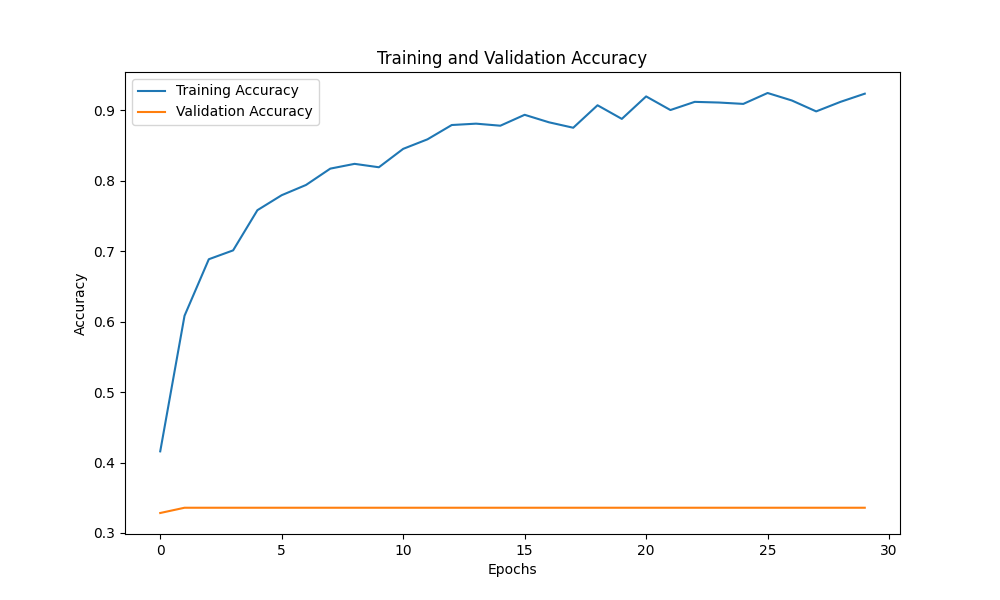 Training and Validation Accuracy
Training Accuracy
Validation Accuracy
0.9
0.8
0.7
0.6
0.5
0.4
0.3
Accuracy
0 5 10 15 20 25 30
Epochs